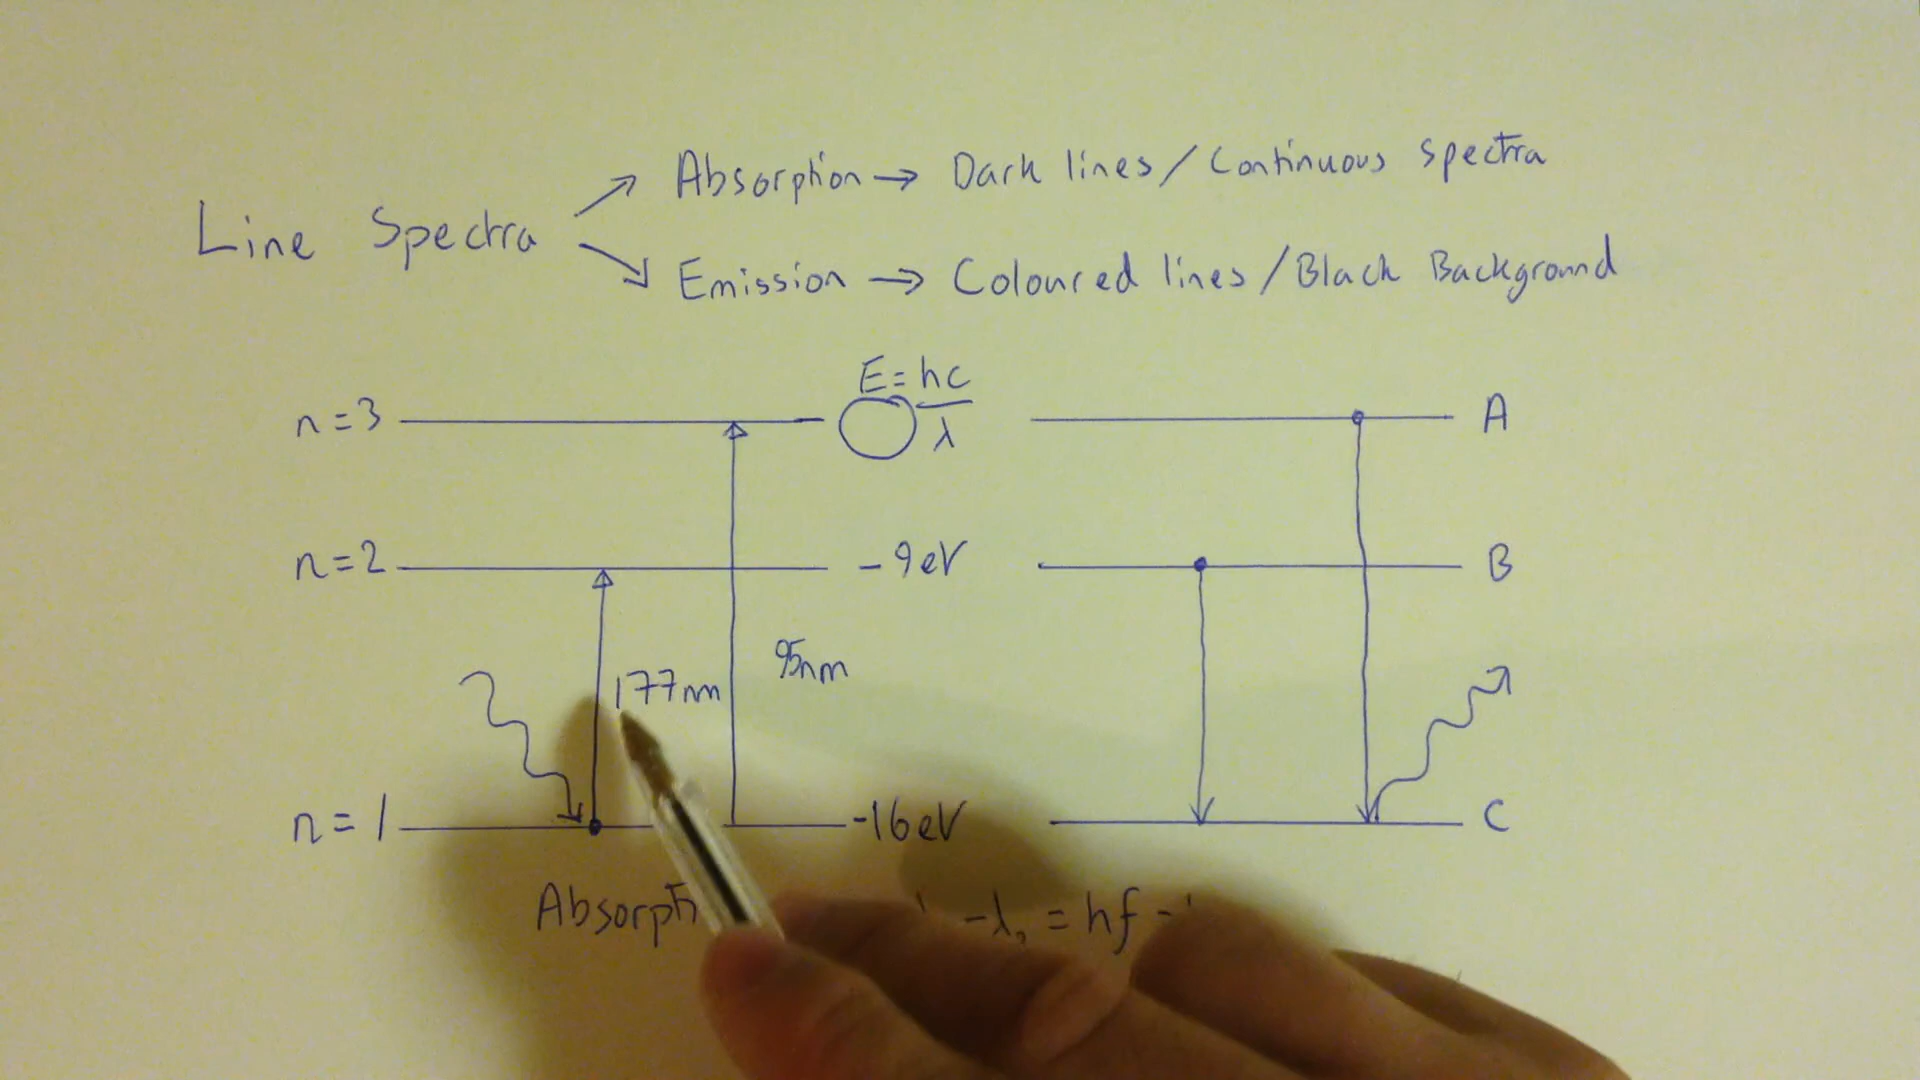 Absorption → Dark lines / Continuous spectra
Line Spectra
Emission → Coloured lines / Black Background
E = hc
λ
n=3
A
n=2
-9eV
B
177nm
95nm
n=1
-16eV
C
Absorpti
-λ = hf -